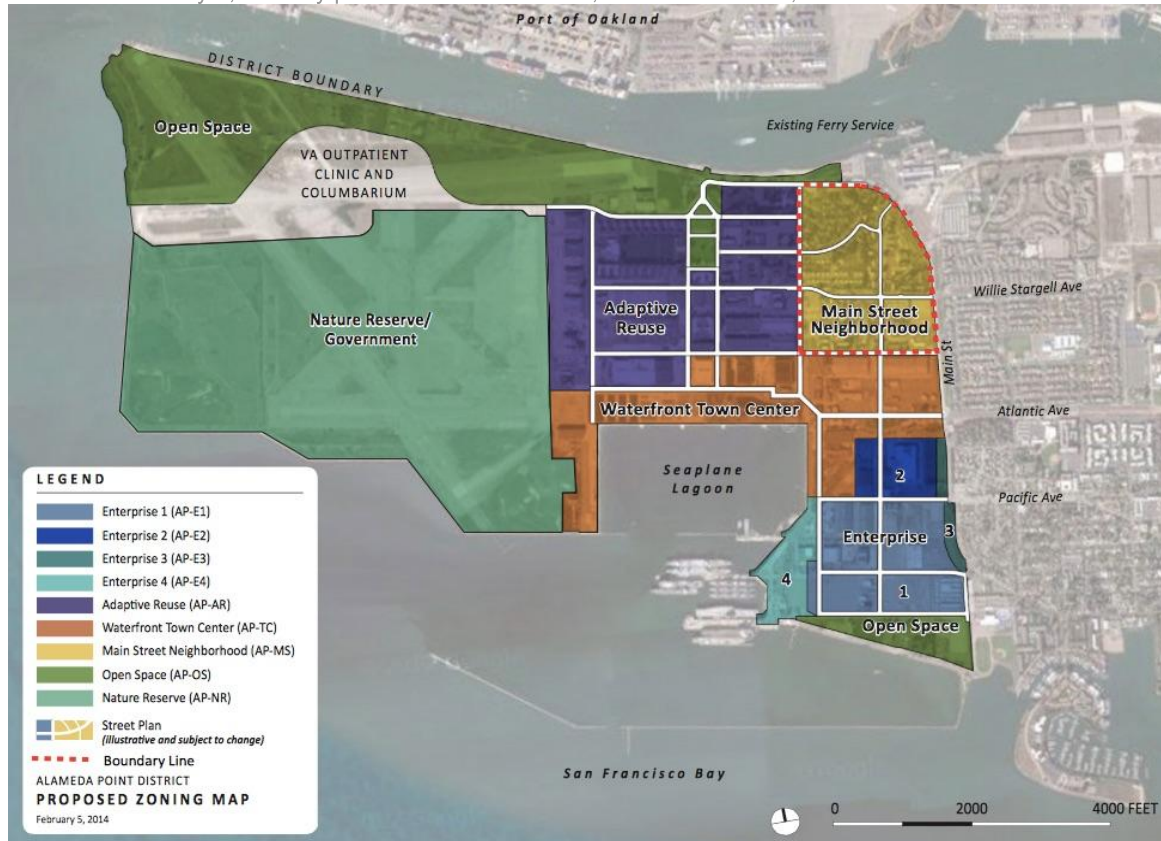 Port of Oakland
DISTRICT BOUNDARY
Existing Ferry Service
Open Space
VA OUTPATIENT
CLINIC AND
COLUMBARIUM
Willie Stargell Ave
Nature Reserve/
Government
Adaptive
Reuse
Main Street
Neighborhood
Main St
Waterfront Town Center
Atlantic Ave
Seaplane
Lagoon
2
Pacific Ave
Enterprise
3
4
1
Open Space
LEGEND
Enterprise 1 (AP-E1)
Enterprise 2 (AP-E2)
Enterprise 3 (AP-E3)
Enterprise 4 (AP-E4)
Adaptive Reuse (AP-AR)
Waterfront Town Center (AP-TC)
Main Street Neighborhood (AP-MS)
Open Space (AP-OS)
Nature Reserve (AP-NR)
Street Plan
(illustrative and subject to change)
Boundary Line
ALAMEDA POINT DISTRICT
PROPOSED ZONING MAP
February 5, 2014
San Francisco Bay
0 2000 4000 FEET